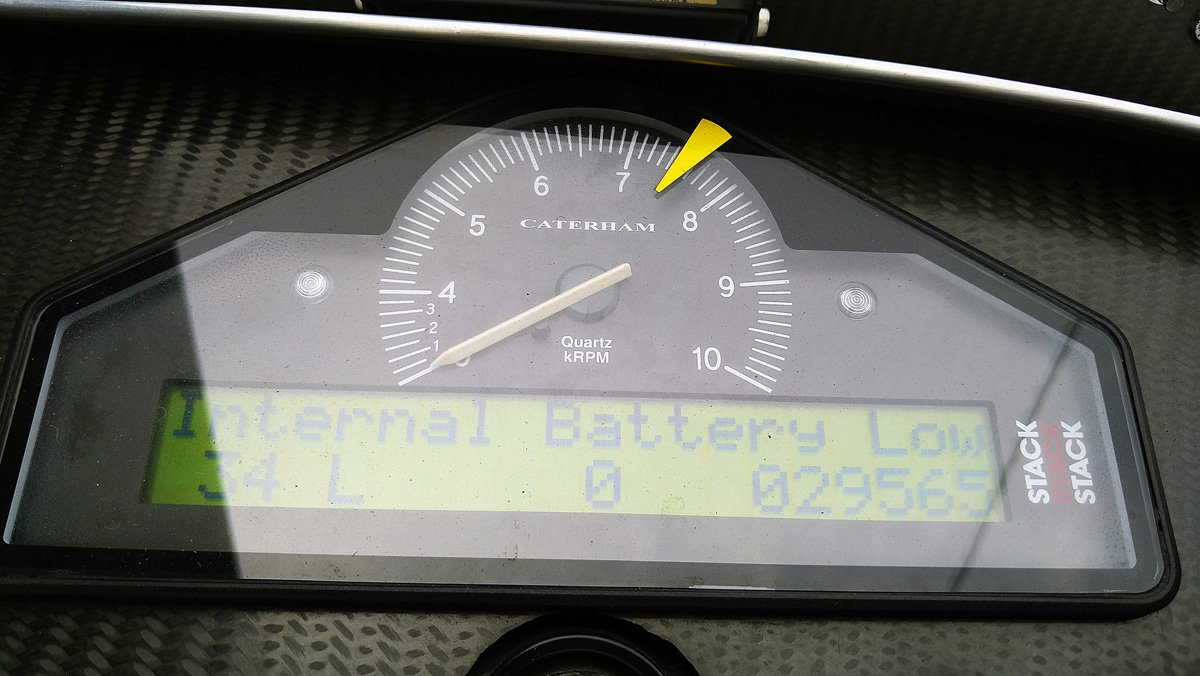 6
7
5
8
CATERHAM
4
9
3
2
1
0
Quartz
kRPM
10
Internal Battery Low
34 L 0 029565
STACK
STACK
STACK